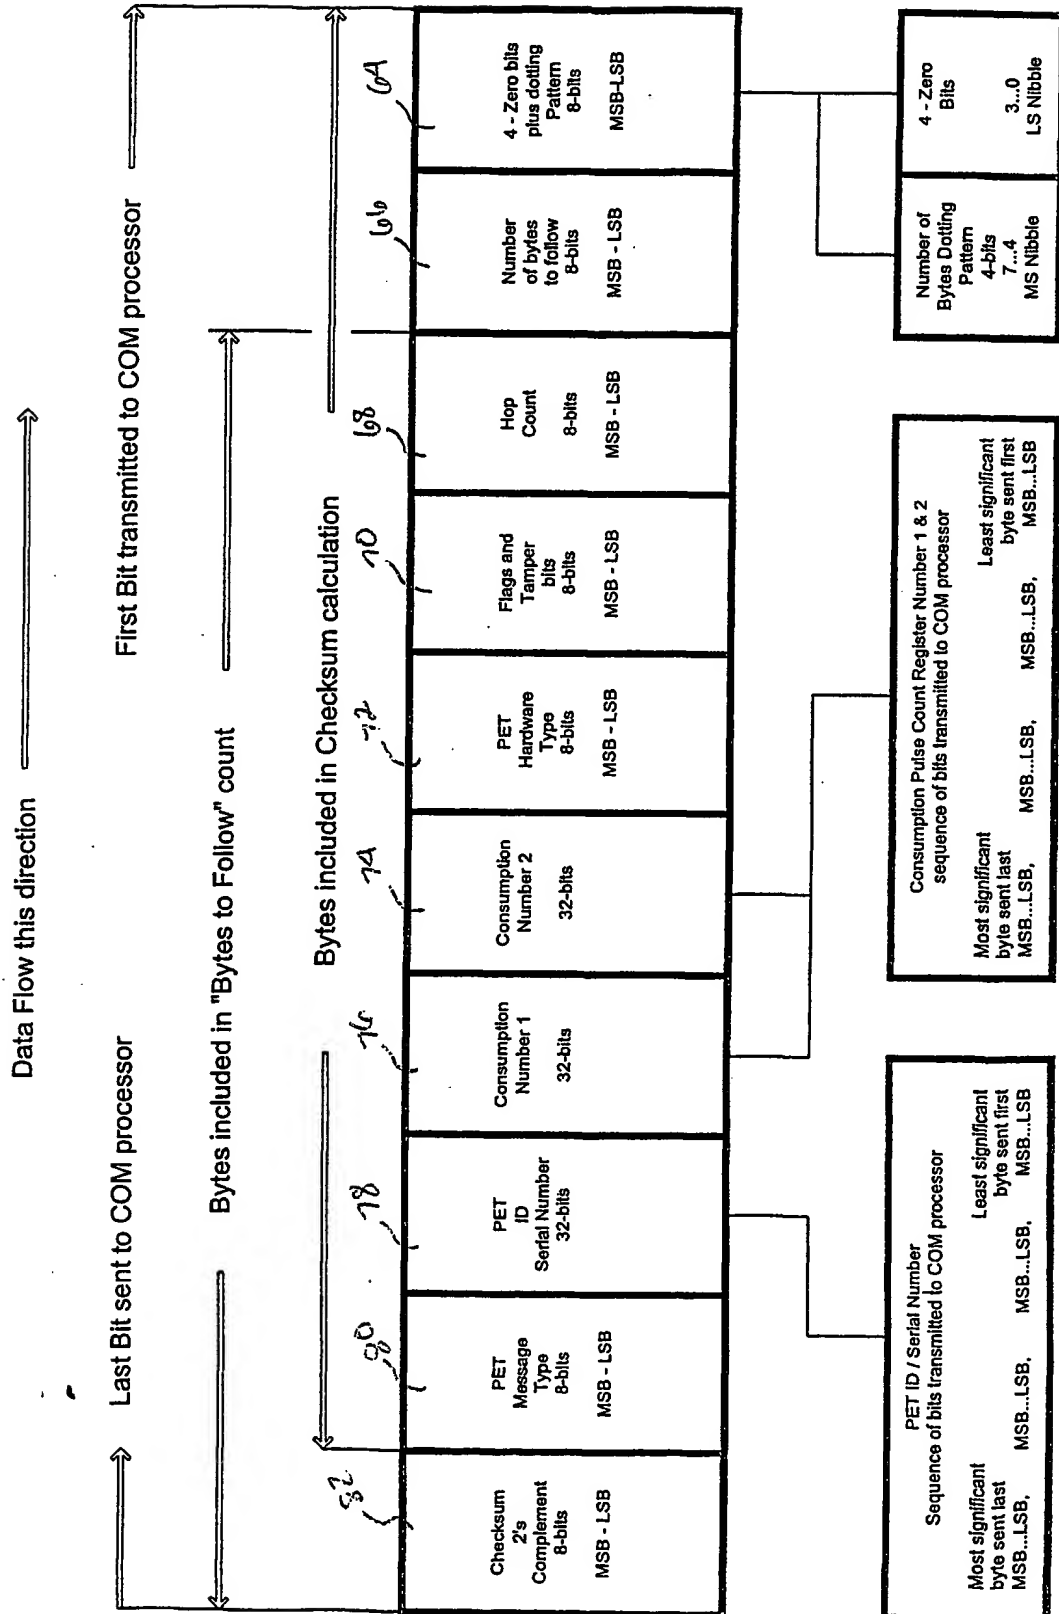 Data Flow this direction
Last Bit sent to COM processor
First Bit transmitted to COM processor
Bytes included in "Bytes to Follow" count
Bytes included in Checksum calculation
82
80
78
76
74
72
70
68
66
64
Checksum
2's
Complement
8-bits
MSB - LSB
PET
Message
Type
8-bits
MSB - LSB
PET
ID
Serial Number
32-bits
Consumption
Number 1
32-bits
Consumption
Number 2
32-bits
PET
Hardware
Type
8-bits
MSB - LSB
Flags and
Tamper
bits
8-bits
MSB - LSB
Hop
Count
8-bits
MSB - LSB
Number
of bytes
to follow
8-bits
MSB - LSB
4 - Zero bits
plus dotting
Pattern
8-bits
MSB-LSB
PET ID / Serial Number
Sequence of bits transmitted to COM processor
Most significant
byte sent last
Least significant
byte sent first
MSB...LSB, MSB...LSB, MSB...LSB, MSB...LSB
Consumption Pulse Count Register Number 1 & 2
sequence of bits transmitted to COM processor
Most significant
byte sent last
Least significant
byte sent first
MSB...LSB, MSB...LSB, MSB...LSB, MSB...LSB
Number of
Bytes Dotting
Pattern
4-bits
7...4
MS Nibble
4 - Zero
Bits
3...0
LS Nibble